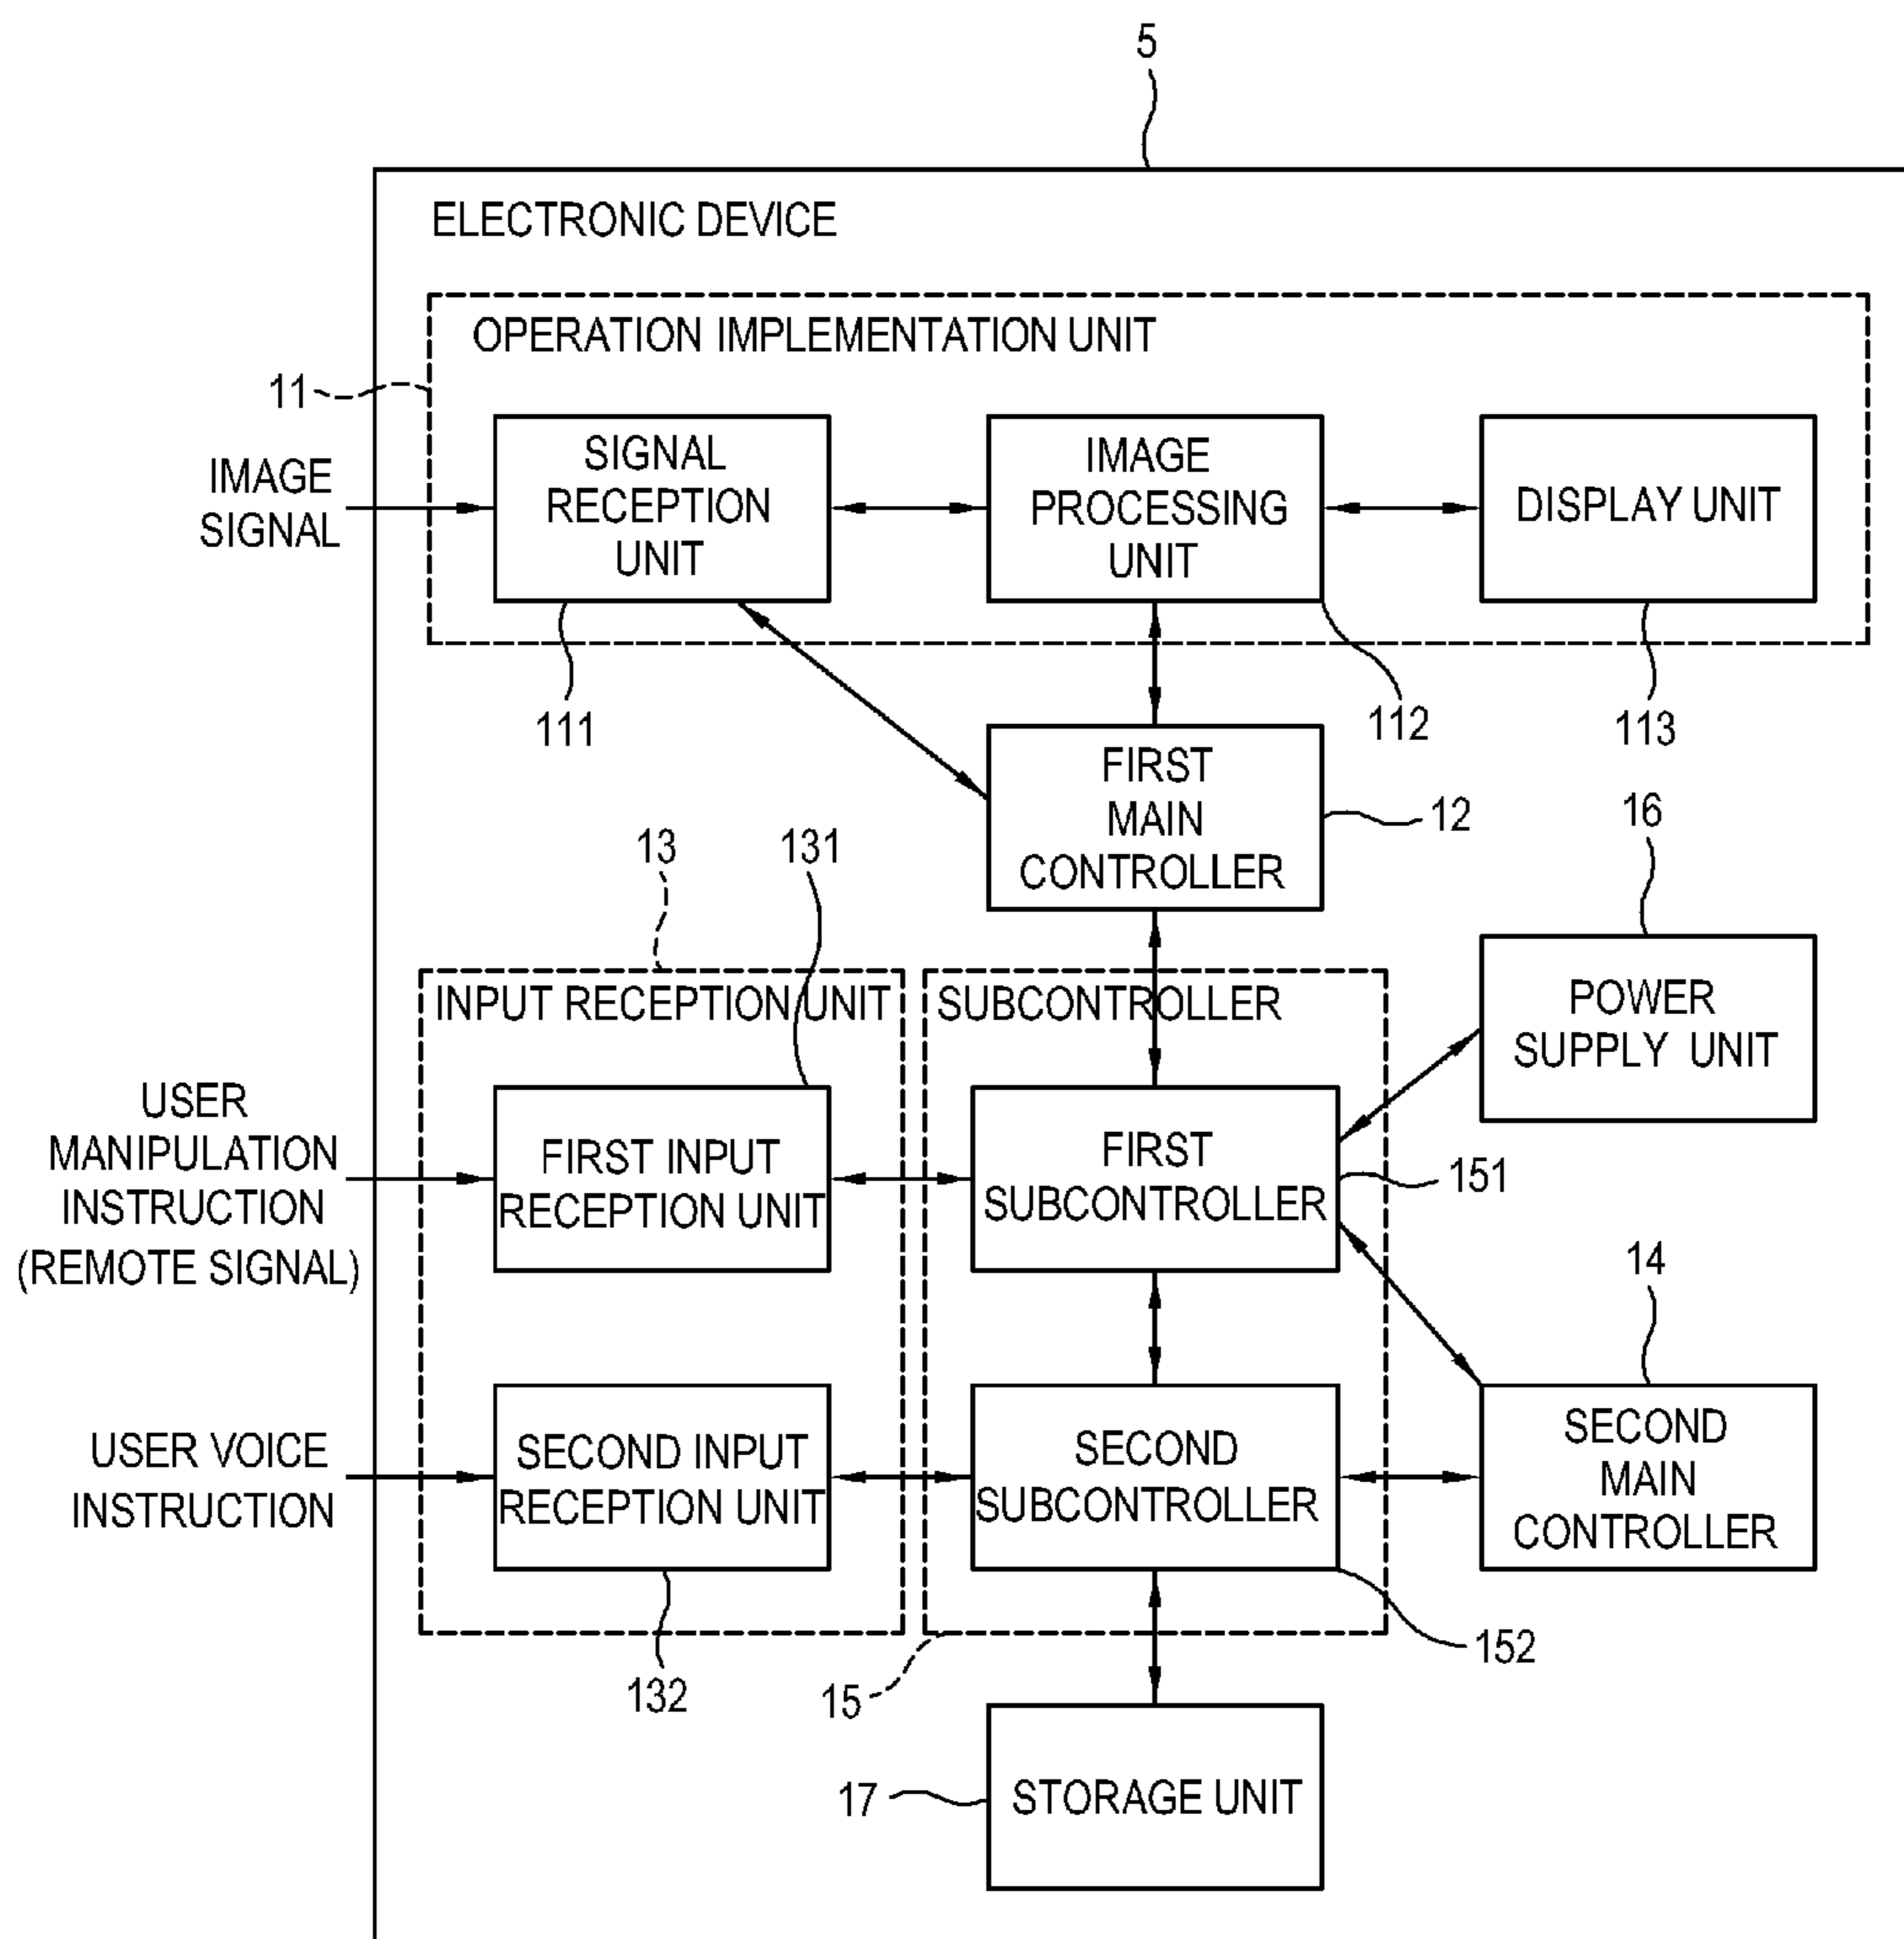 5
ELECTRONIC DEVICE
OPERATION IMPLEMENTATION UNIT
11
IMAGE
SIGNAL
SIGNAL
RECEPTION
UNIT
IMAGE
PROCESSING
UNIT
DISPLAY UNIT
111
112
113
FIRST
MAIN
CONTROLLER
12
16
13
131
INPUT RECEPTION UNIT
SUBCONTROLLER
POWER
SUPPLY UNIT
USER
MANIPULATION
INSTRUCTION
(REMOTE SIGNAL)
FIRST INPUT
RECEPTION UNIT
FIRST
SUBCONTROLLER
151
14
USER VOICE
INSTRUCTION
SECOND INPUT
RECEPTION UNIT
SECOND
SUBCONTROLLER
SECOND
MAIN
CONTROLLER
132
15
152
17
STORAGE UNIT